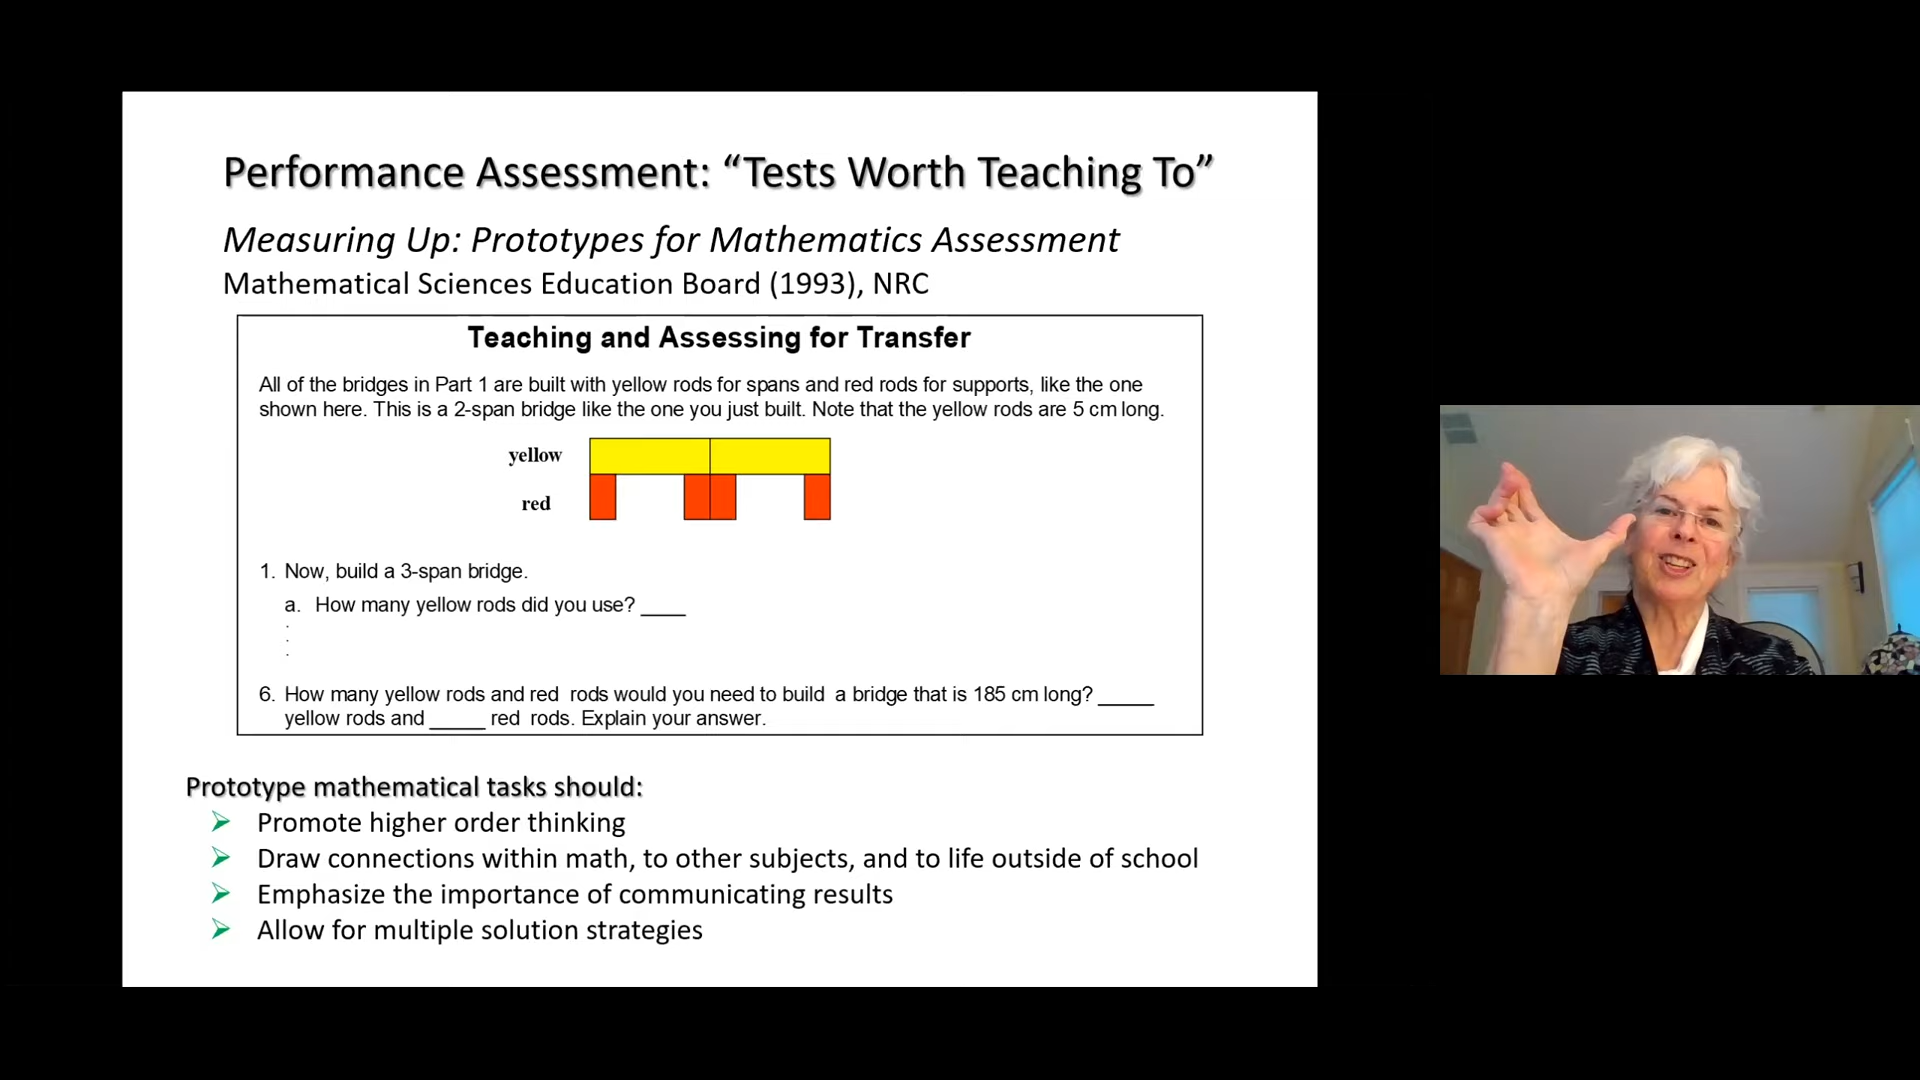 Performance Assessment: “Tests Worth Teaching To”
Measuring Up: Prototypes for Mathematics Assessment
Mathematical Sciences Education Board (1993), NRC
Teaching and Assessing for Transfer
All of the bridges in Part 1 are built with yellow rods for spans and red rods for supports, like the one
shown here. This is a 2-span bridge like the one you just built. Note that the yellow rods are 5 cm long.
yellow
red
1. Now, build a 3-span bridge.
a. How many yellow rods did you use? ____
.
.
.
6. How many yellow rods and red rods would you need to build a bridge that is 185 cm long? _____
yellow rods and _____ red rods. Explain your answer.
Prototype mathematical tasks should:
Promote higher order thinking
Draw connections within math, to other subjects, and to life outside of school
Emphasize the importance of communicating results
Allow for multiple solution strategies